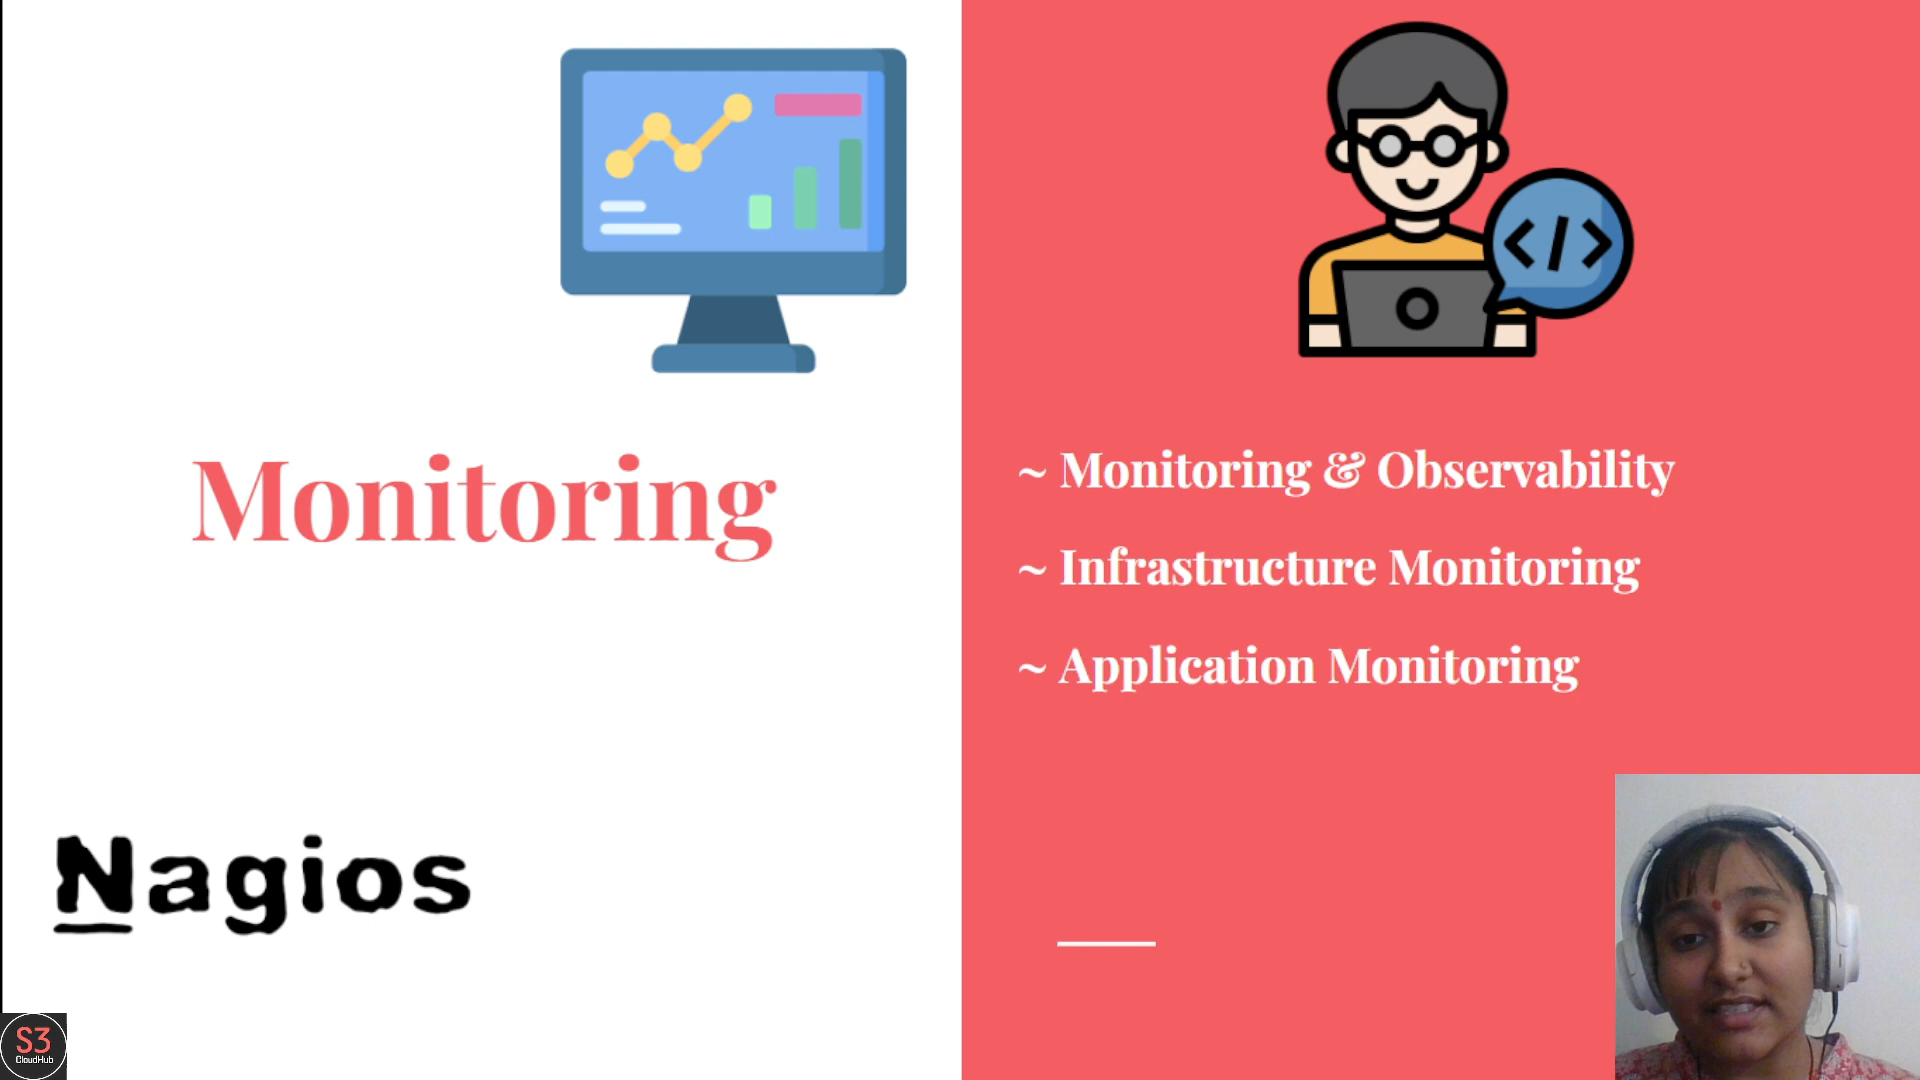 Monitoring
Nagios
S3
CloudHub
</>
~ Monitoring & Observability
~ Infrastructure Monitoring
~ Application Monitoring